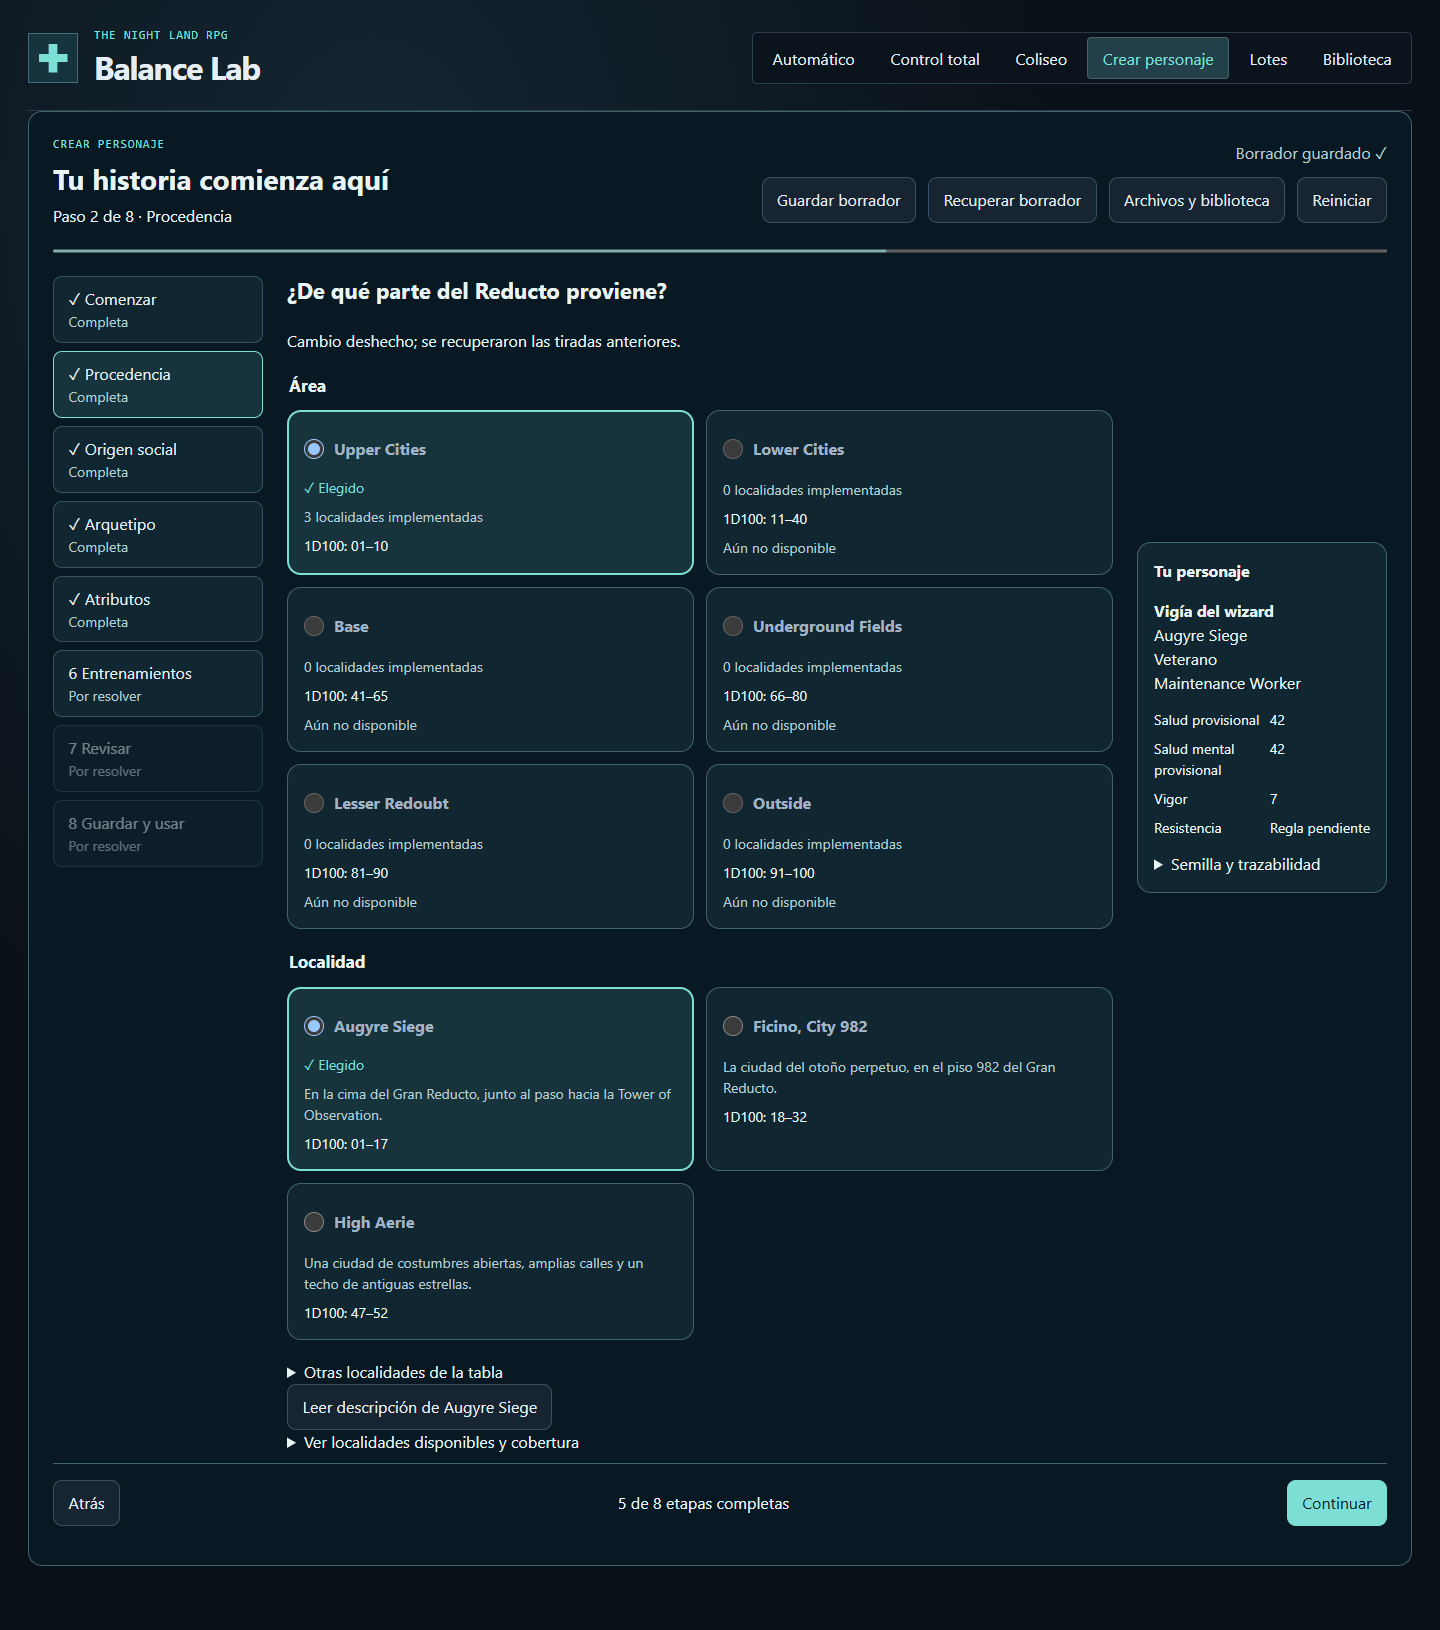 THE NIGHT LAND RPG
Balance Lab
Automático
Control total
Coliseo
Crear personaje
Lotes
Biblioteca
CREAR PERSONAJE
Tu historia comienza aquí
Paso 2 de 8 · Procedencia
Borrador guardado ✓
Guardar borrador
Recuperar borrador
Archivos y biblioteca
Reiniciar
✓ Comenzar
Completa
✓ Procedencia
Completa
✓ Origen social
Completa
✓ Arquetipo
Completa
✓ Atributos
Completa
6 Entrenamientos
Por resolver
7 Revisar
Por resolver
8 Guardar y usar
Por resolver
¿De qué parte del Reducto proviene?
Cambio deshecho; se recuperaron las tiradas anteriores.
Área
Upper Cities
✓ Elegido
3 localidades implementadas
1D100: 01–10
Lower Cities
0 localidades implementadas
1D100: 11–40
Aún no disponible
Base
0 localidades implementadas
1D100: 41–65
Aún no disponible
Underground Fields
0 localidades implementadas
1D100: 66–80
Aún no disponible
Lesser Redoubt
0 localidades implementadas
1D100: 81–90
Aún no disponible
Outside
0 localidades implementadas
1D100: 91–100
Aún no disponible
Localidad
Augyre Siege
✓ Elegido
En la cima del Gran Reducto, junto al paso hacia la Tower of
Observation.
1D100: 01–17
Ficino, City 982
La ciudad del otoño perpetuo, en el piso 982 del Gran
Reducto.
1D100: 18–32
High Aerie
Una ciudad de costumbres abiertas, amplias calles y un
techo de antiguas estrellas.
1D100: 47–52
Otras localidades de la tabla
Leer descripción de Augyre Siege
Ver localidades disponibles y cobertura
Tu personaje
Vigía del wizard
Augyre Siege
Veterano
Maintenance Worker
Salud provisional 42
Salud mental provisional 42
Vigor 7
Resistencia Regla pendiente
Semilla y trazabilidad
Atrás
5 de 8 etapas completas
Continuar